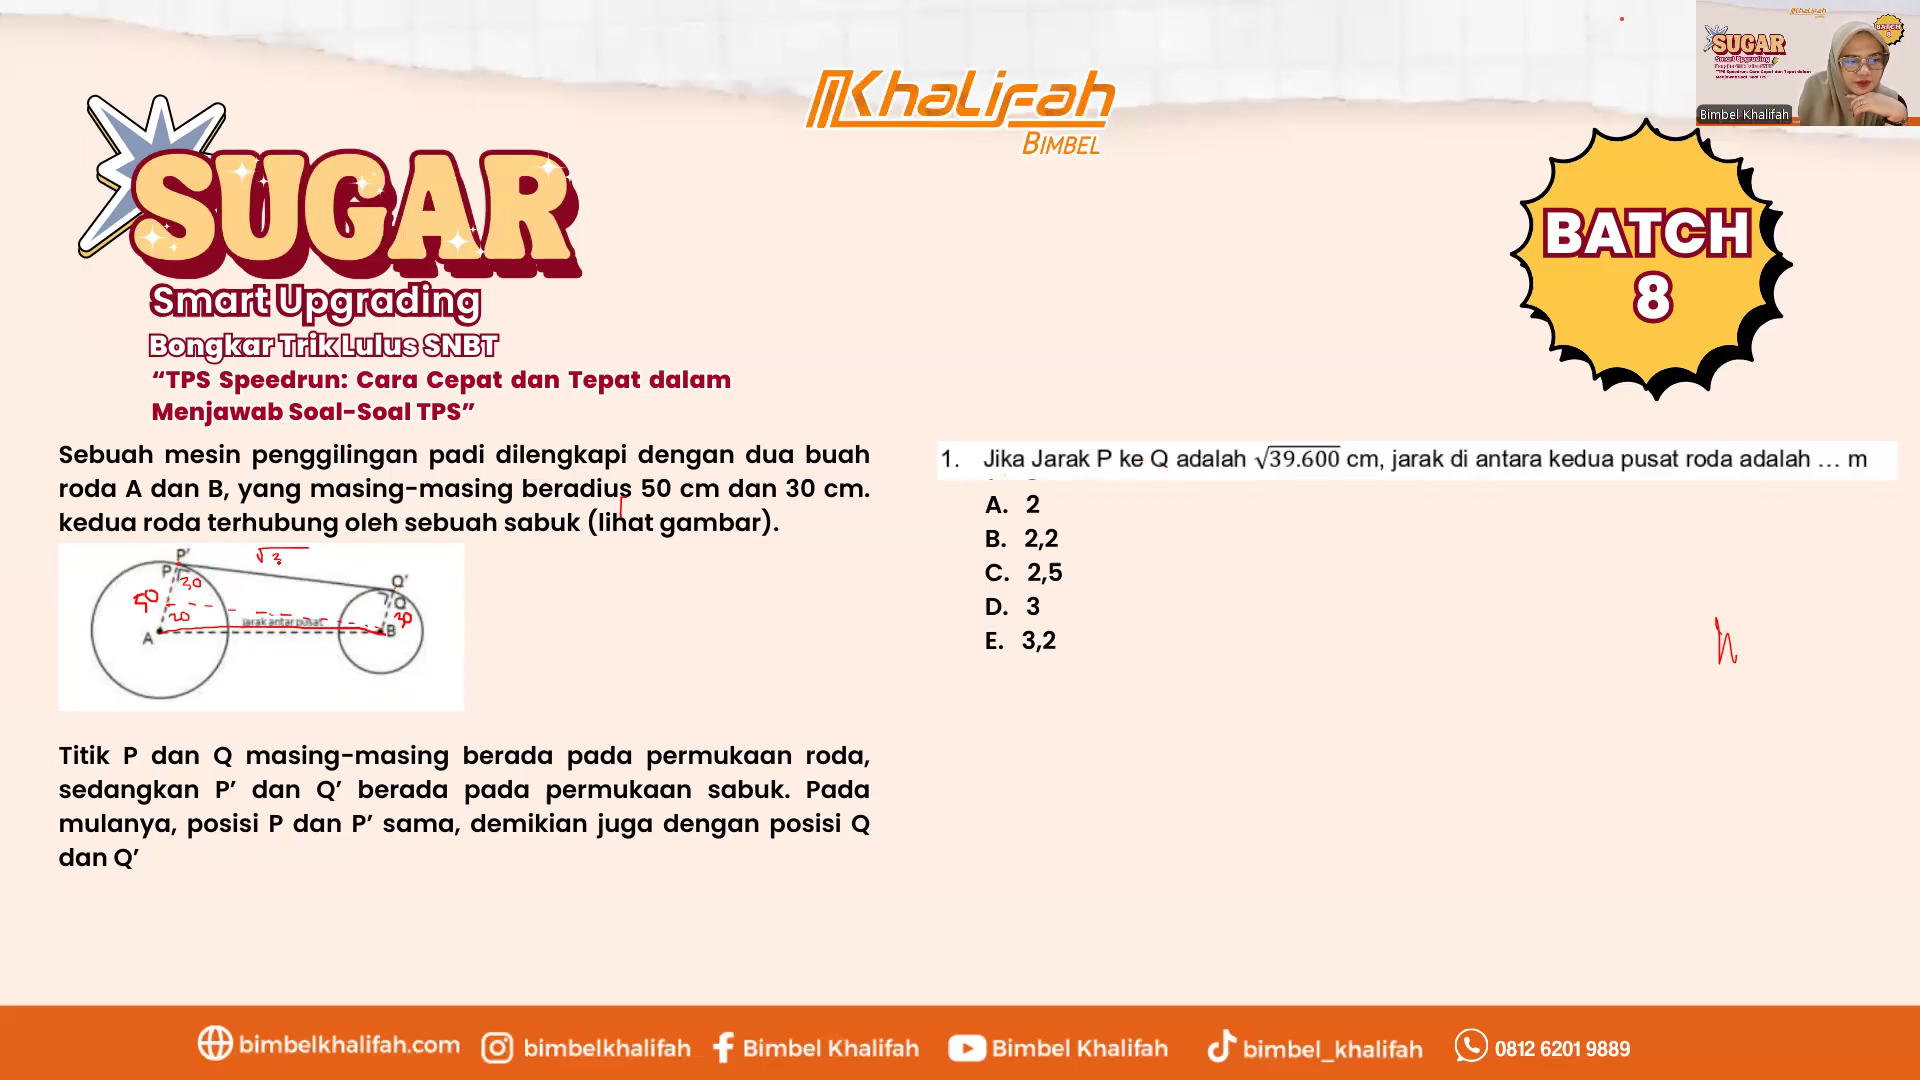 Khalifah
BIMBEL
SUGAR
Smart Upgrading
Bongkar Trik Lulus SNBT
“TPS Speedrun: Cara Cepat dan Tepat dalam
Menjawab Soal-Soal TPS”
BATCH
8
SUGAR
Smart Upgrading
Bimbel Khalifah
Sebuah mesin penggilingan padi dilengkapi dengan dua buah
roda A dan B, yang masing-masing beradius 50 cm dan 30 cm.
kedua roda terhubung oleh sebuah sabuk (lihat gambar).
P'
P
Q'
Q
A
B
jarak antar pusat
50
30
20
30
√?
Titik P dan Q masing-masing berada pada permukaan roda,
sedangkan P’ dan Q’ berada pada permukaan sabuk. Pada
mulanya, posisi P dan P’ sama, demikian juga dengan posisi Q
dan Q’
1. Jika Jarak P ke Q adalah √39.600 cm, jarak di antara kedua pusat roda adalah … m
A. 2
B. 2,2
C. 2,5
D. 3
E. 3,2
h
bimbelkhalifah.com
bimbelkhalifah
Bimbel Khalifah
Bimbel Khalifah
bimbel_khalifah
0812 6201 9889